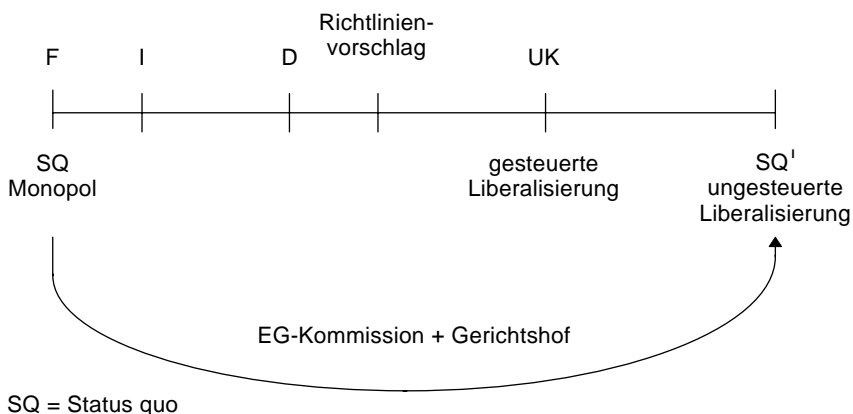 Richtlinien-
vorschlag
F I D UK
SQ
Monopol
gesteuerte
Liberalisierung
SQ'
ungesteuerte
Liberalisierung
EG-Kommission + Gerichtshof
SQ = Status quo